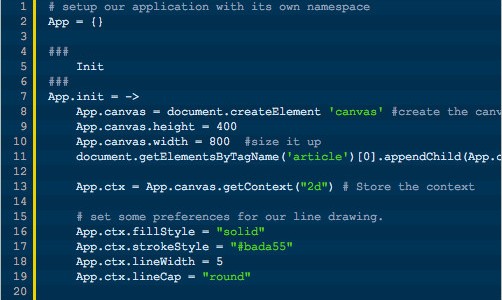 1 # setup our application with its own namespace
2 App = {}
3
4 ###
5 Init
6 ###
7 App.init = ->
8 App.canvas = document.createElement 'canvas' #create the canv
9 App.canvas.height = 400
10 App.canvas.width = 800 #size it up
11 document.getElementsByTagName('article')[0].appendChild(App.c
12
13 App.ctx = App.canvas.getContext("2d") # Store the context
14
15 # set some preferences for our line drawing.
16 App.ctx.fillStyle = "solid"
17 App.ctx.strokeStyle = "#bada55"
18 App.ctx.lineWidth = 5
19 App.ctx.lineCap = "round"
20